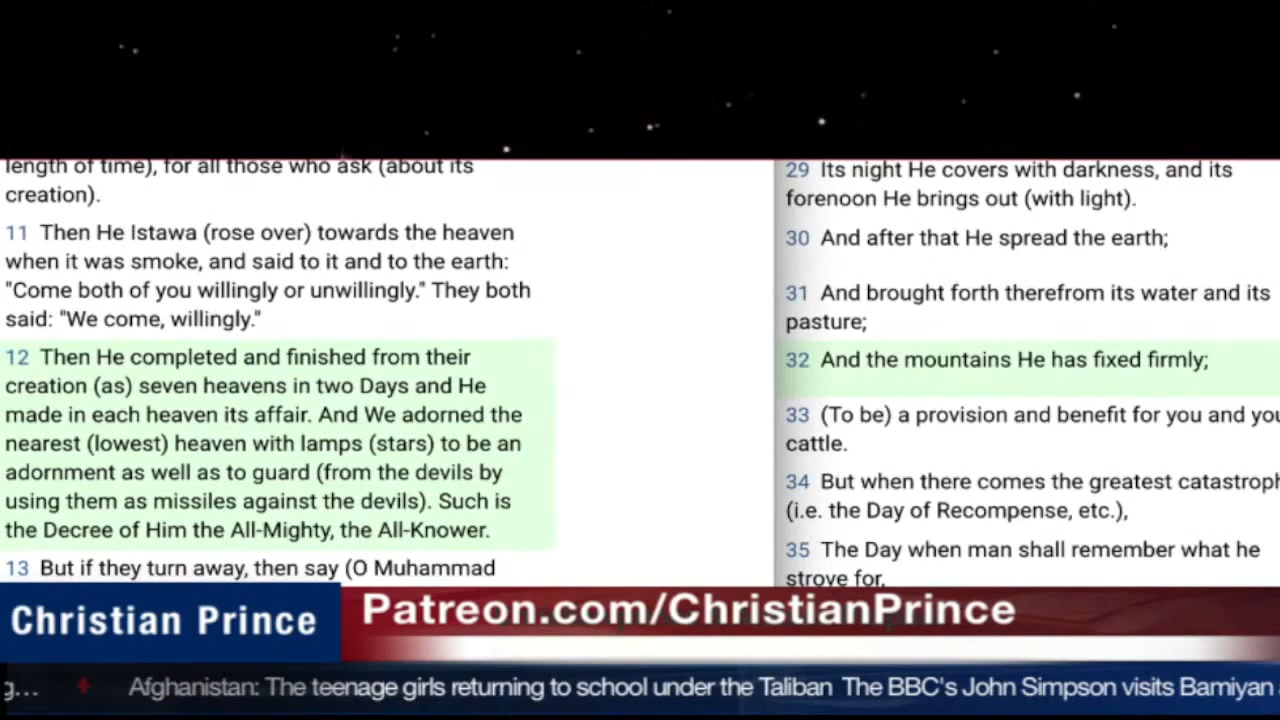 length of time), for all those who ask (about its
creation).
11 Then He Istawa (rose over) towards the heaven
when it was smoke, and said to it and to the earth:
"Come both of you willingly or unwillingly." They both
said: "We come, willingly."
12 Then He completed and finished from their
creation (as) seven heavens in two Days and He
made in each heaven its affair. And We adorned the
nearest (lowest) heaven with lamps (stars) to be an
adornment as well as to guard (from the devils by
using them as missiles against the devils). Such is
the Decree of Him the All-Mighty, the All-Knower.
13 But if they turn away, then say (O Muhammad
29 Its night He covers with darkness, and its
forenoon He brings out (with light).
30 And after that He spread the earth;
31 And brought forth therefrom its water and its
pasture;
32 And the mountains He has fixed firmly;
33 (To be) a provision and benefit for you and you
cattle.
34 But when there comes the greatest catastroph
(i.e. the Day of Recompense, etc.),
35 The Day when man shall remember what he
strove for,
Christian Prince
Patreon.com/ChristianPrince
g... Afghanistan: The teenage girls returning to school under the Taliban The BBC's John Simpson visits Bamiyan